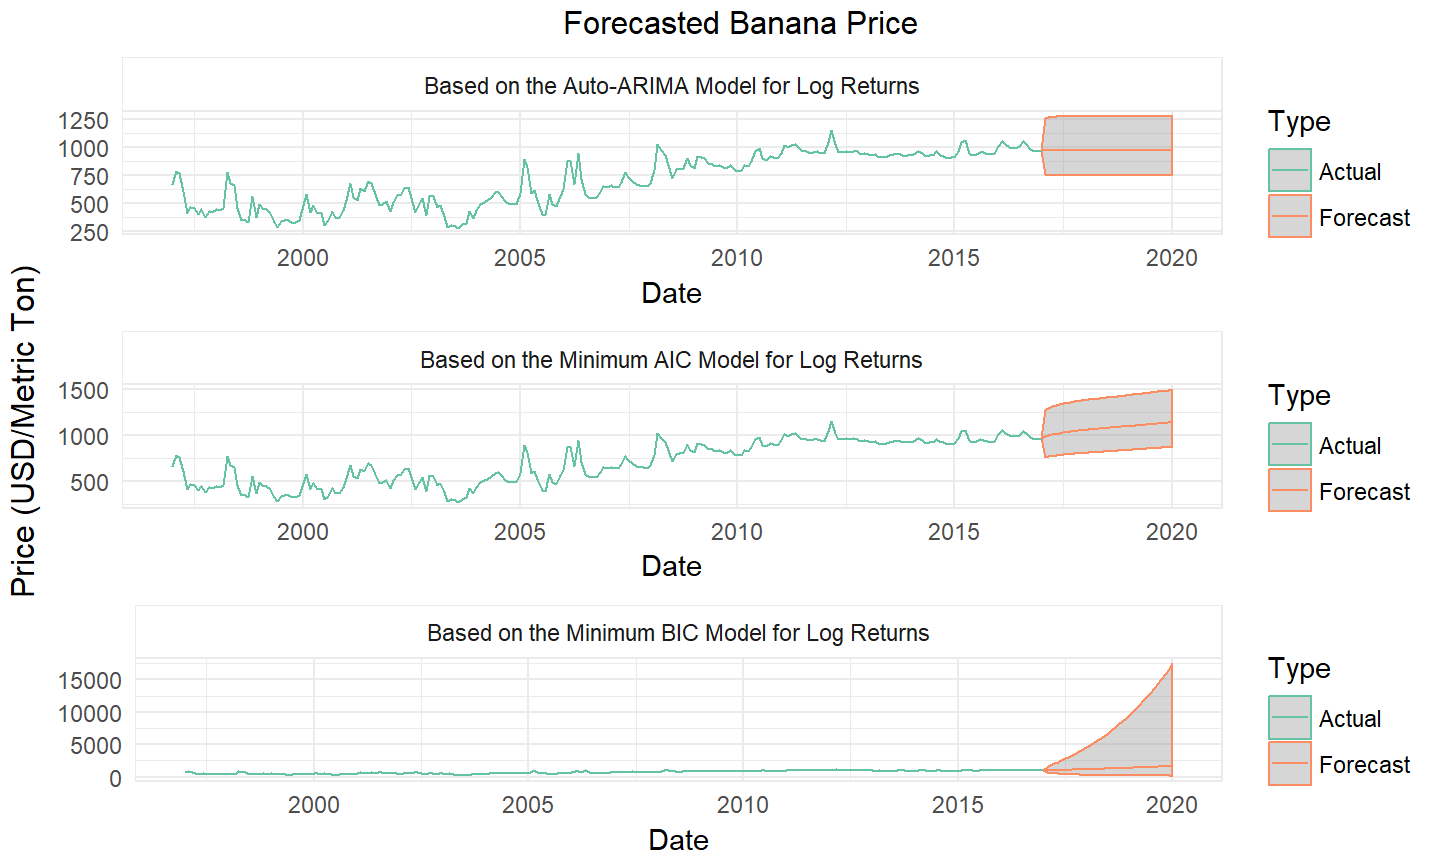 Forecasted Banana Price
Price (USD/Metric Ton)
Based on the Auto-ARIMA Model for Log Returns
1250
1000
750
500
250
2000 2005 2010 2015 2020
Date
Type
Actual
Forecast
Based on the Minimum AIC Model for Log Returns
1500
1000
500
2000 2005 2010 2015 2020
Date
Type
Actual
Forecast
Based on the Minimum BIC Model for Log Returns
15000
10000
5000
0
2000 2005 2010 2015 2020
Date
Type
Actual
Forecast